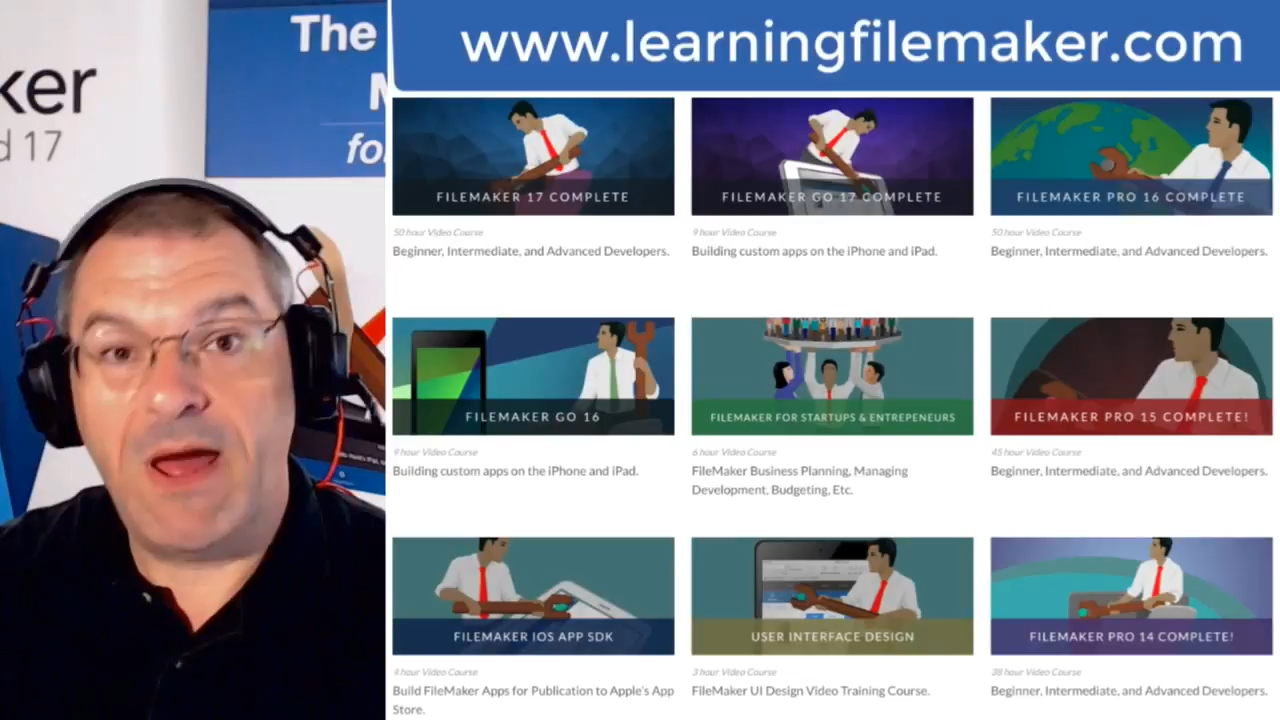 The
ker
d 17
fo
www.learningfilemaker.com
FILEMAKER 17 COMPLETE
50 hour Video Course
Beginner, Intermediate, and Advanced Developers.
FILEMAKER GO 17 COMPLETE
9 hour Video Course
Building custom apps on the iPhone and iPad.
FILEMAKER PRO 16 COMPLETE
50 hour Video Course
Beginner, Intermediate, and Advanced Developers.
FILEMAKER GO 16
9 hour Video Course
Building custom apps on the iPhone and iPad.
FILEMAKER FOR STARTUPS & ENTREPENEURS
6 hour Video Course
FileMaker Business Planning, Managing
Development, Budgeting, Etc.
FILEMAKER PRO 15 COMPLETE!
45 hour Video Course
Beginner, Intermediate, and Advanced Developers.
FILEMAKER IOS APP SDK
4 hour Video Course
Build FileMaker Apps for Publication to Apple's App
Store.
USER INTERFACE DESIGN
3 hour Video Course
FileMaker UI Design Video Training Course.
FILEMAKER PRO 14 COMPLETE!
28 hour Video Course
Beginner, Intermediate, and Advanced Developers.